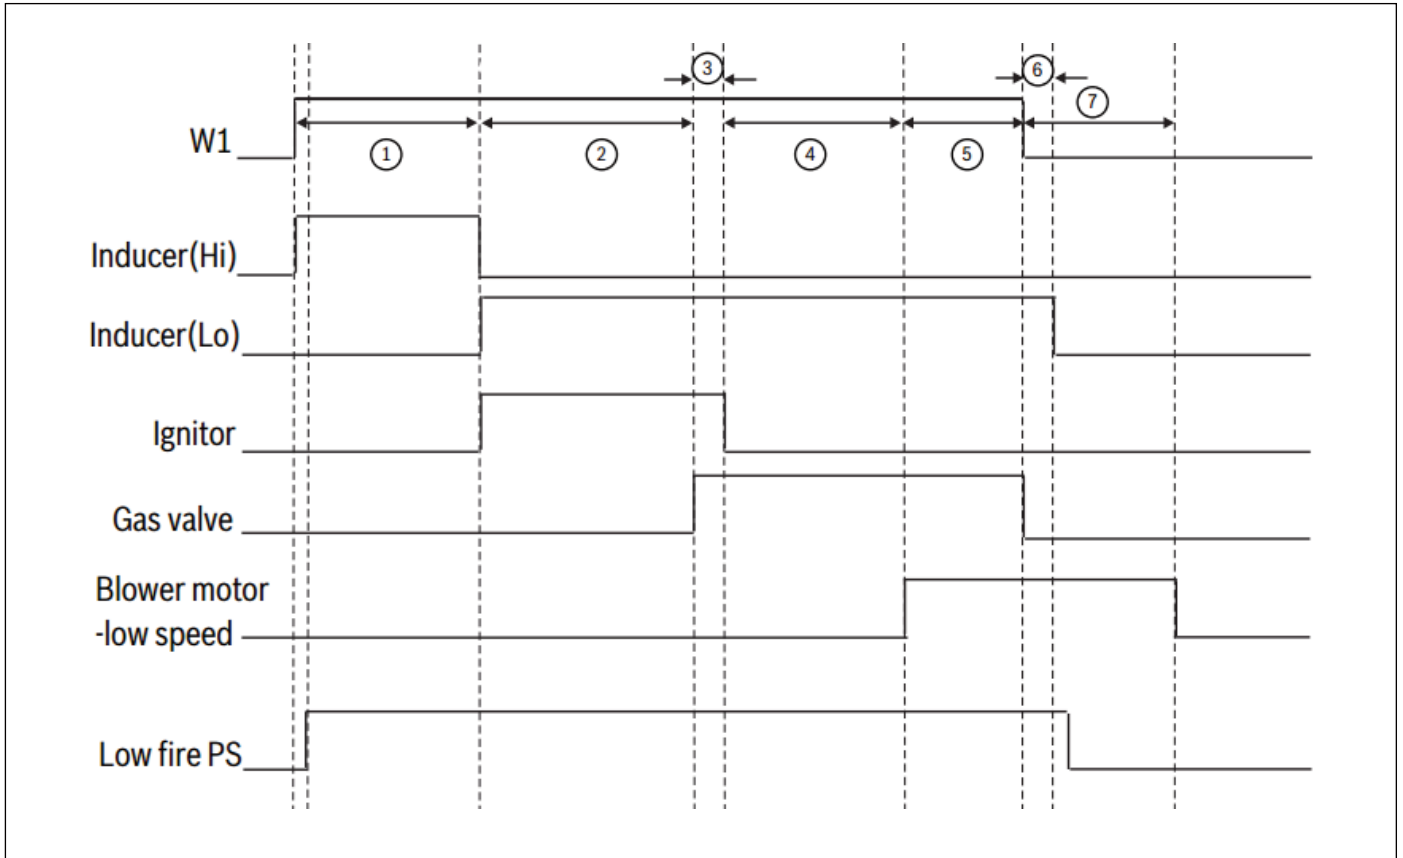 ③
⑥
⑦
W1
① ② ④ ⑤
Inducer(Hi)
Inducer(Lo)
Ignitor
Gas valve
Blower motor
-low speed
Low fire PS